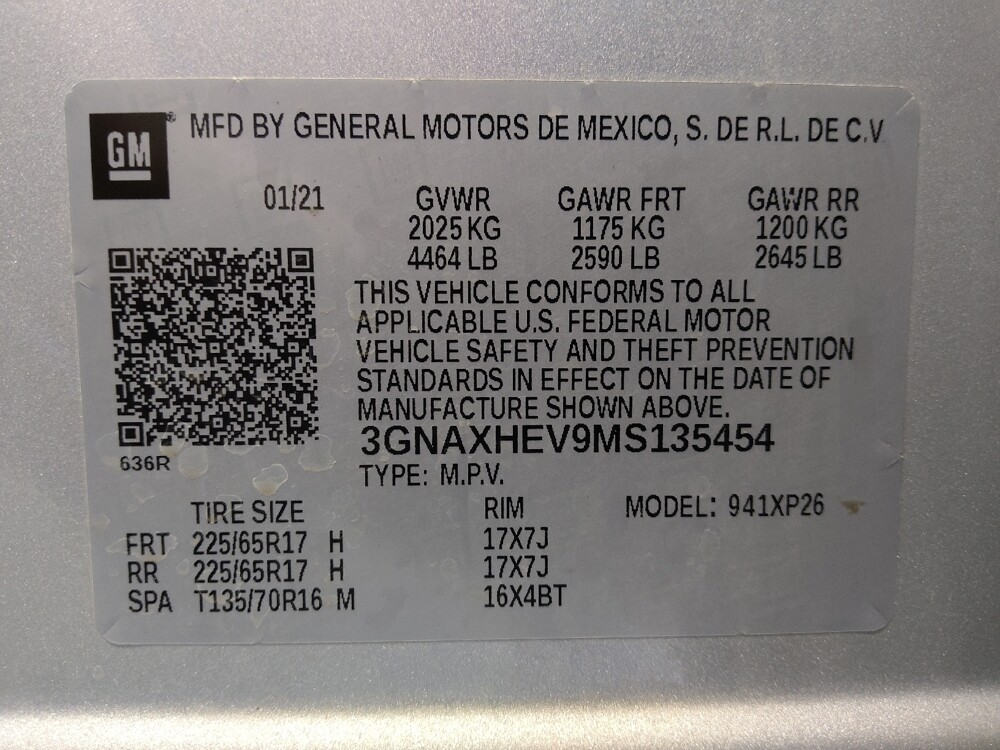 GM® MFD BY GENERAL MOTORS DE MEXICO, S. DE R.L. DE C.V
01/21 GVWR GAWR FRT GAWR RR
2025 KG 1175 KG 1200 KG
4464 LB 2590 LB 2645 LB
THIS VEHICLE CONFORMS TO ALL
APPLICABLE U.S. FEDERAL MOTOR
VEHICLE SAFETY AND THEFT PREVENTION
STANDARDS IN EFFECT ON THE DATE OF
MANUFACTURE SHOWN ABOVE.
3GNAXHEV9MS135454
636R
TYPE: M.P.V.
TIRE SIZE RIM MODEL: 941XP26
FRT 225/65R17 H 17X7J
RR 225/65R17 H 17X7J
SPA T135/70R16 M 16X4BT